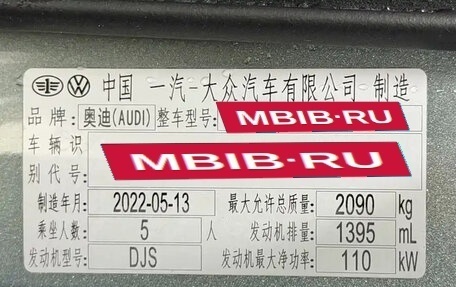 中国 一汽-大众汽车有限公司 制造
品牌: 奥迪(AUDI) 整车型号: MBIB·RU
车辆识别代号: MBIB·RU
制造年月: 2022-05-13 最大允许总质量: 2090 kg
乘坐人数: 5 人 发动机排量: 1395 mL
发动机型号: DJS 发动机最大净功率: 110 kW